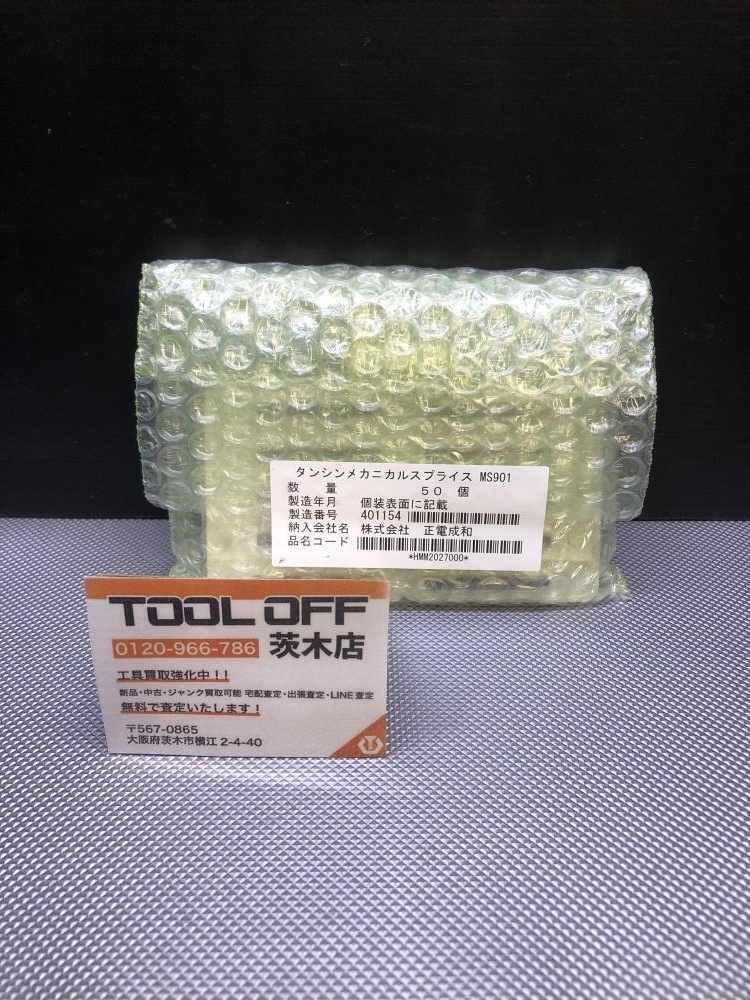 タンシンメカニカルスプライス MS901
数　量　５０ 個
製造年月　個装表面に記載
製造番号　401154
納入会社名　株式会社　正電成和
品名コード
*HMM2027000*
TOOL OFF
0120-966-786 茨木店
工具買取強化中！！
新品・中古・ジャンク買取可能 宅配査定・出張査定・LINE査定
無料で査定いたします！
〒567-0865
大阪府茨木市横江 2-4-40